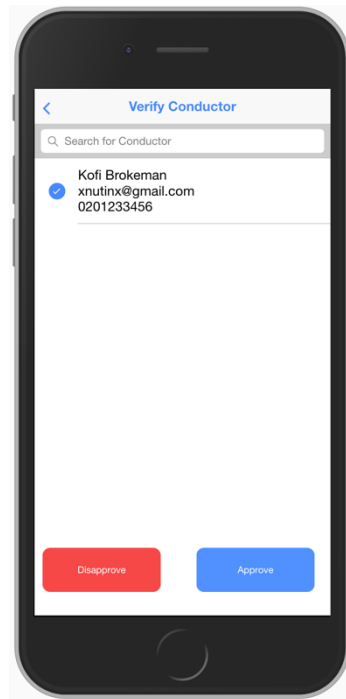 Verify Conductor
Search for Conductor
Kofi Brokeman
xnutinx@gmail.com
0201233456
Disapprove
Approve